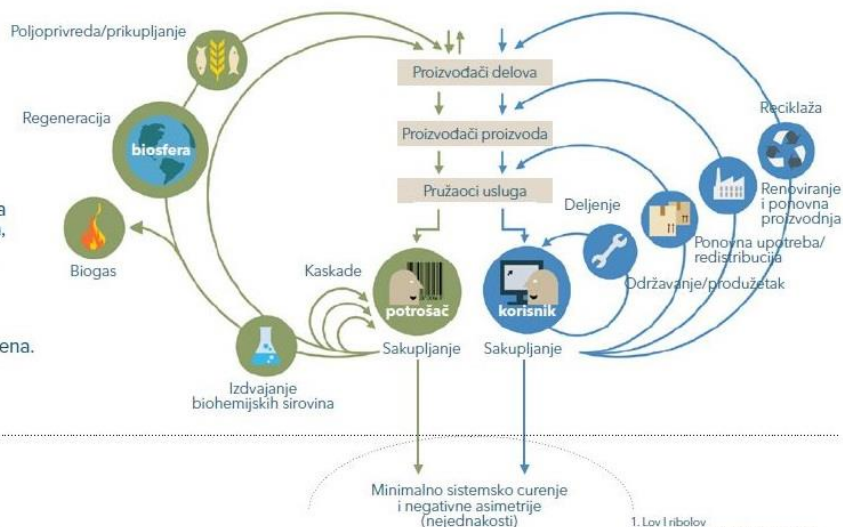 Poljoprivreda/prikupljanje
Regeneracija
biosfera
Biogas
Kaskade
Izdvajanje
biohemijskih sirovina
Proizvođači delova
Proizvođači proizvoda
Pružaoci usluga
potrošač
korisnik
Sakupljanje
Sakupljanje
Deljenje
Održavanje/produžetak
Ponovna upotreba/
redistribucija
Renoviranje
i ponovna
proizvodnja
Reciklaža
ena.
Minimalno sistemsko curenje
i negativne asimetrije
(nejednakosti)
1. Lov I ribolov